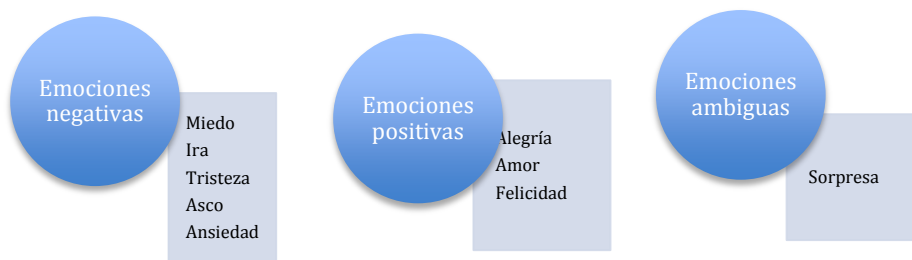 Emociones
negativas
Miedo
Ira
Tristeza
Asco
Ansiedad
Emociones
positivas
Alegría
Amor
Felicidad
Emociones
ambiguas
Sorpresa